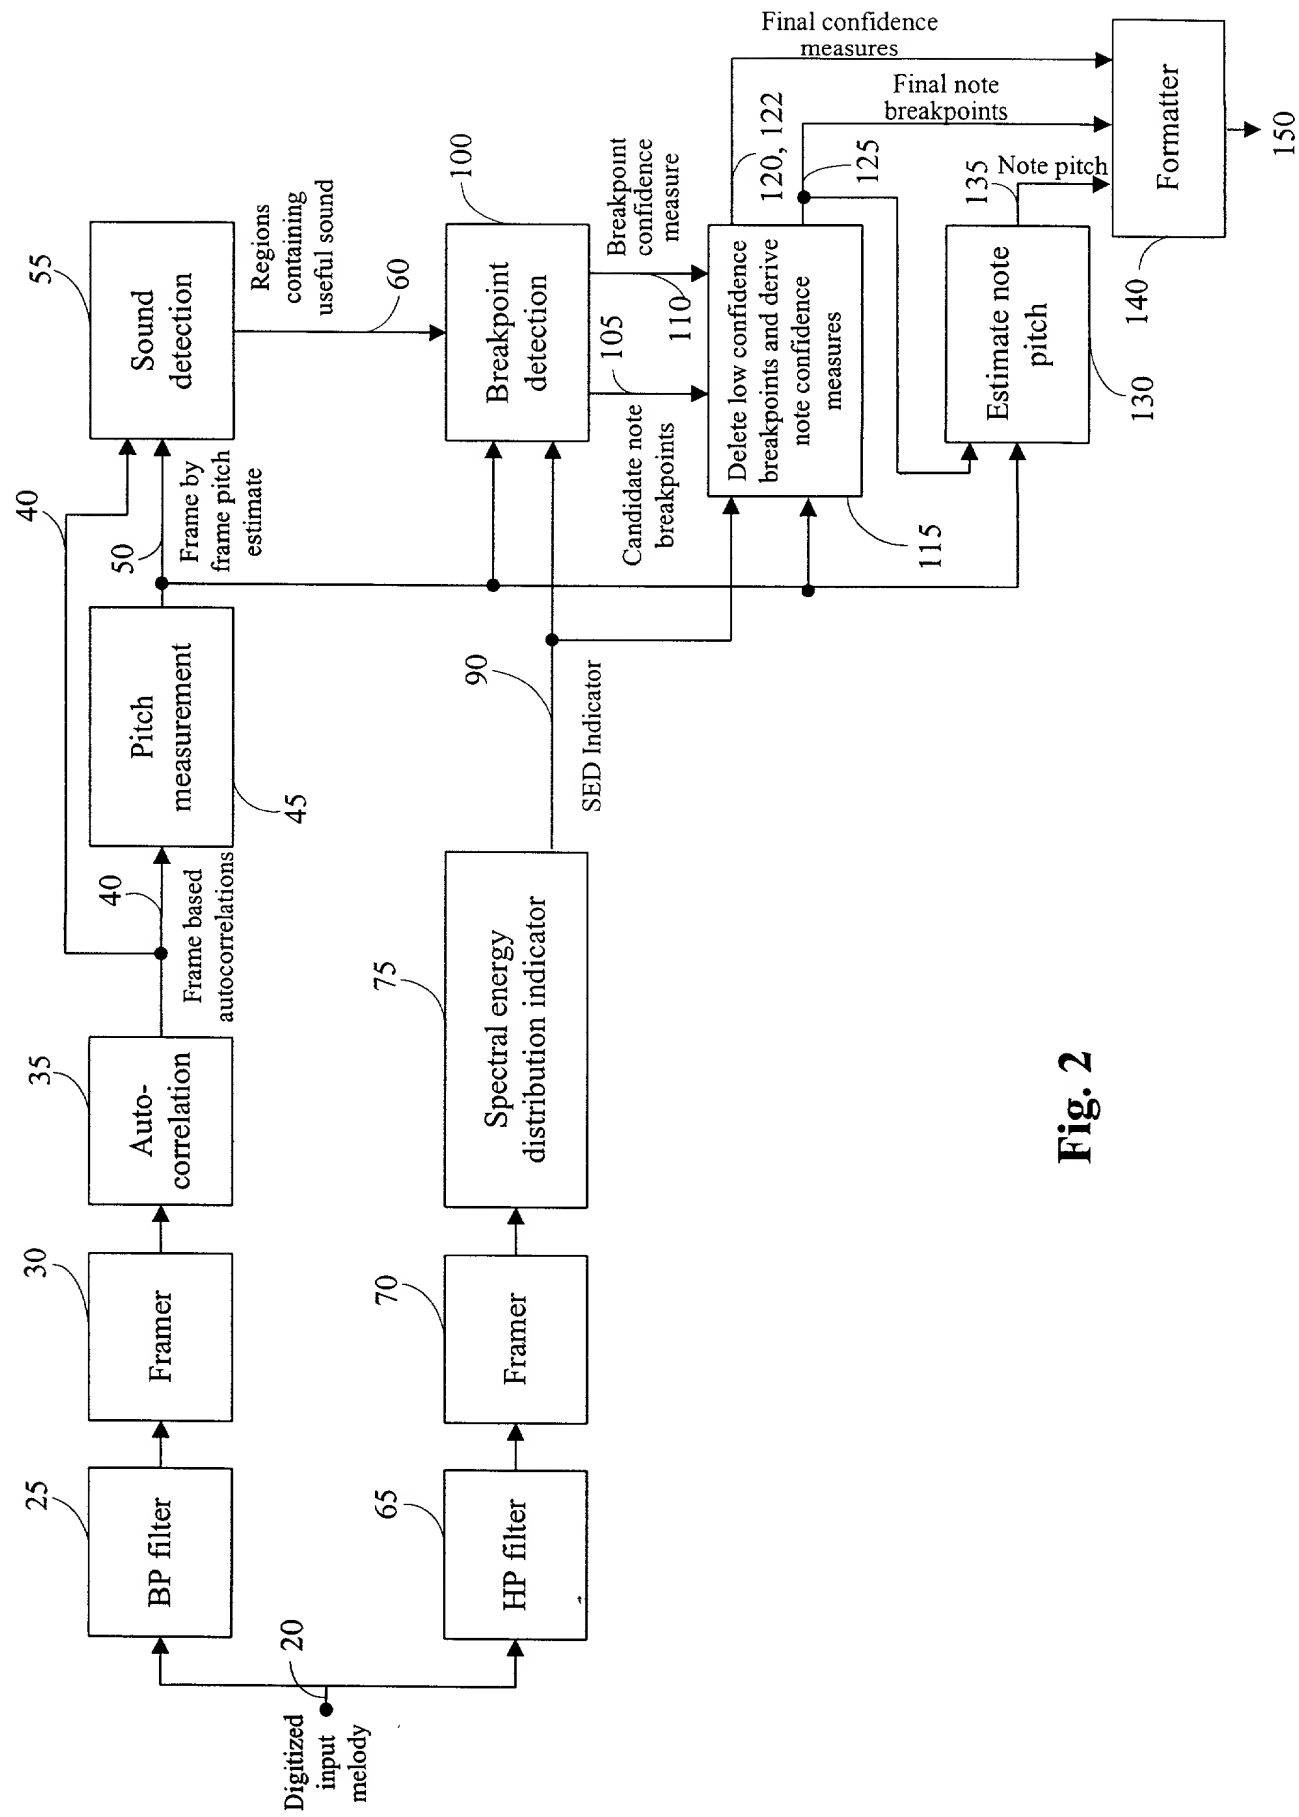 Digitized
input
melody
20
25
BP filter
30
Framer
35
Auto-
correlation
40
Frame based
autocorrelations
40
Pitch
measurement
45
50
Frame by
frame pitch
estimate
55
Sound
detection
Regions
containing
useful sound
60
65
HP filter
70
Framer
75
Spectral energy
distribution indicator
90
SED Indicator
100
Breakpoint
detection
105
Candidate note
breakpoints
110
Breakpoint
confidence
measure
Delete low confidence
breakpoints and derive
note confidence
measures
115
120, 122
Final confidence
measures
125
Final note
breakpoints
Estimate note
pitch
130
135
Note pitch
Formatter
140
150
Fig. 2